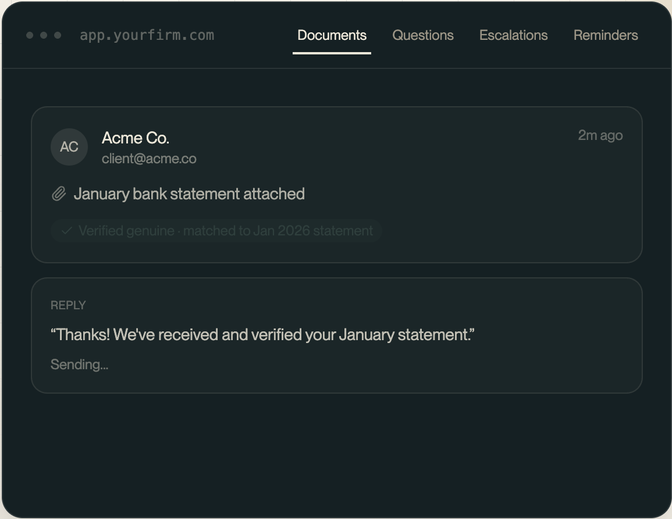 app.yourfirm.com
Documents
Questions
Escalations
Reminders
AC
Acme Co.
2m ago
client@acme.co
January bank statement attached
Verified genuine · matched to Jan 2026 statement
REPLY
“Thanks! We've received and verified your January statement.”
Sending...